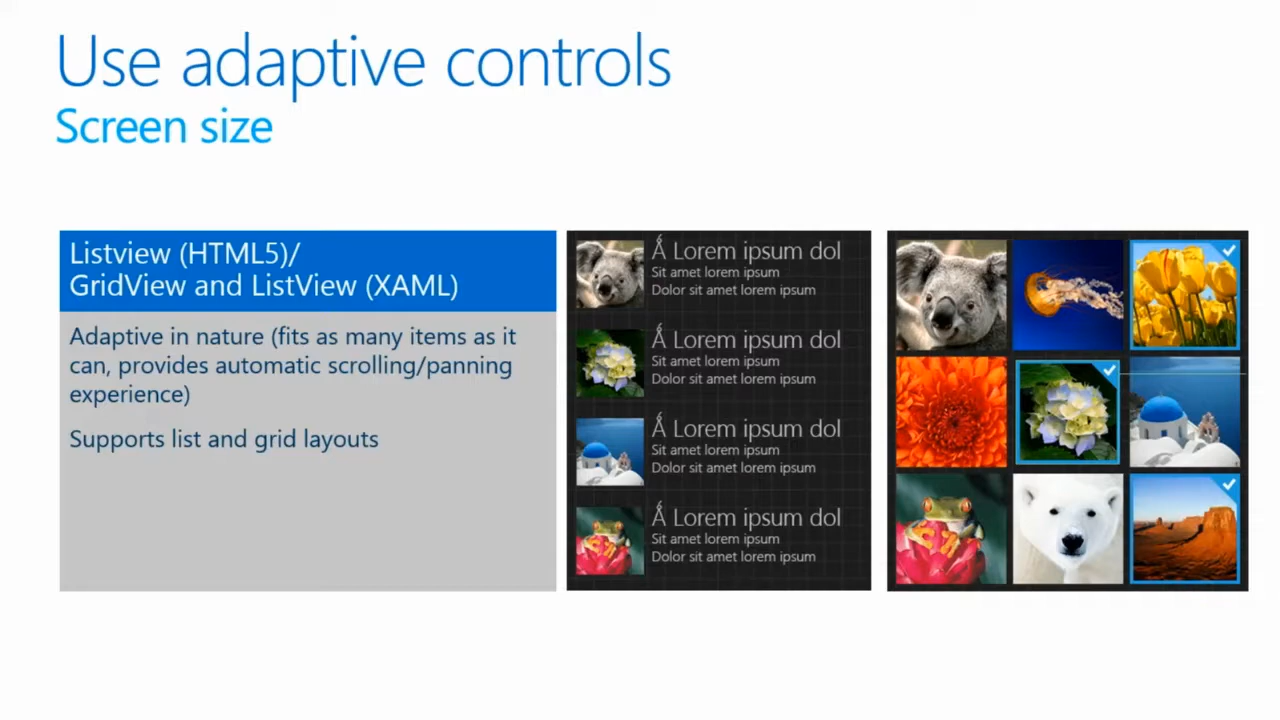 Use adaptive controls
Screen size
Listview (HTML5)/
GridView and ListView (XAML)
Adaptive in nature (fits as many items as it
can, provides automatic scrolling/panning
experience)
Supports list and grid layouts
Á Lorem ipsum dol
Sit amet lorem ipsum
Dolor sit amet lorem ipsum
Á Lorem ipsum dol
Sit amet lorem ipsum
Dolor sit amet lorem ipsum
Á Lorem ipsum dol
Sit amet lorem ipsum
Dolor sit amet lorem ipsum
Á Lorem ipsum dol
Sit amet lorem ipsum
Dolor sit amet lorem ipsum